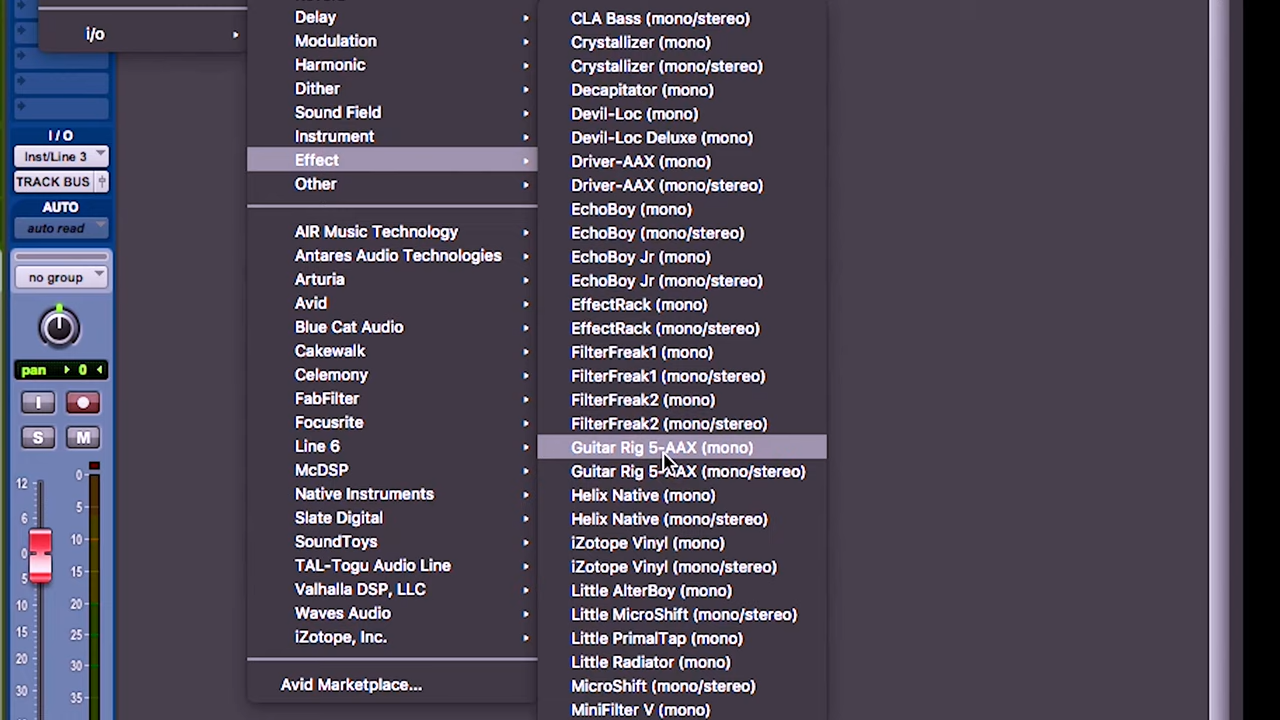 i/o
I / O
Inst/Line 3
TRACK BUS
AUTO
auto read
no group
pan 0
I
S
M
12
6
0
5
10
15
20
30
0
5
10
15
20
25
30
35
Delay
Modulation
Harmonic
Dither
Sound Field
Instrument
Effect
Other
AIR Music Technology
Antares Audio Technologies
Arturia
Avid
Blue Cat Audio
Cakewalk
Celemony
FabFilter
Focusrite
Line 6
McDSP
Native Instruments
Slate Digital
SoundToys
TAL-Togu Audio Line
Valhalla DSP, LLC
Waves Audio
iZotope, Inc.
Avid Marketplace...
CLA Bass (mono/stereo)
Crystallizer (mono)
Crystallizer (mono/stereo)
Decapitator (mono)
Devil-Loc (mono)
Devil-Loc Deluxe (mono)
Driver-AAX (mono)
Driver-AAX (mono/stereo)
EchoBoy (mono)
EchoBoy (mono/stereo)
EchoBoy Jr (mono)
EchoBoy Jr (mono/stereo)
EffectRack (mono)
EffectRack (mono/stereo)
FilterFreak1 (mono)
FilterFreak1 (mono/stereo)
FilterFreak2 (mono)
FilterFreak2 (mono/stereo)
Guitar Rig 5-AAX (mono)
Guitar Rig 5-AAX (mono/stereo)
Helix Native (mono)
Helix Native (mono/stereo)
iZotope Vinyl (mono)
iZotope Vinyl (mono/stereo)
Little AlterBoy (mono)
Little MicroShift (mono/stereo)
Little PrimalTap (mono)
Little Radiator (mono)
MicroShift (mono/stereo)
MiniFilter V (mono)